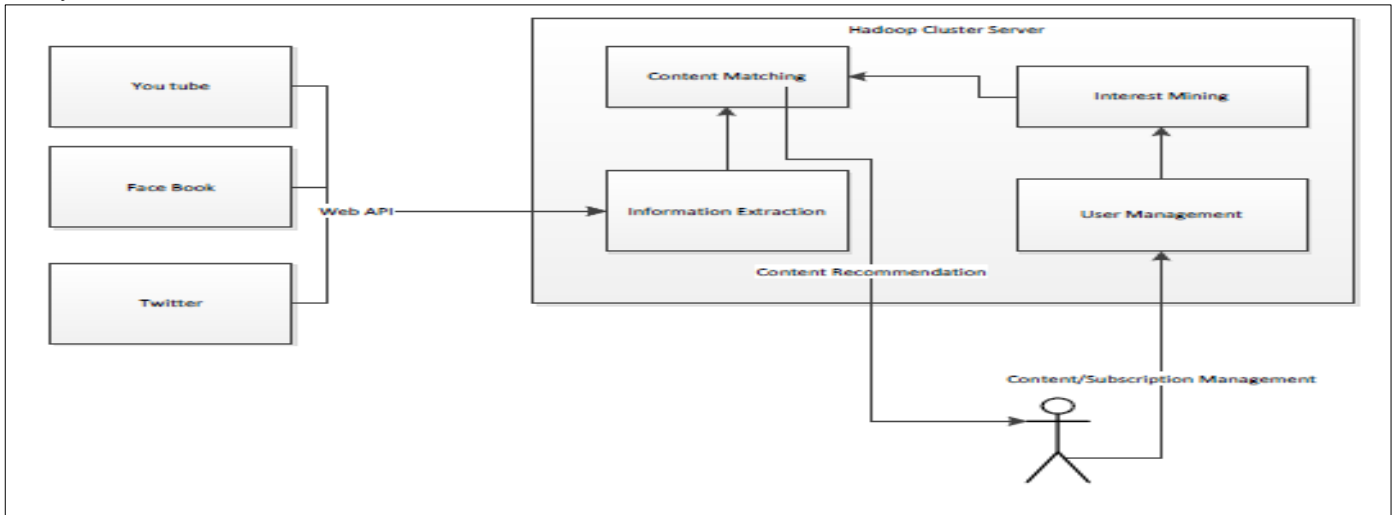 Hadoop Cluster Server
You tube
Content Matching
Interest Mining
Face Book
Web API
Information Extraction
User Management
Content Recommendation
Twitter
Content/Subscription Management